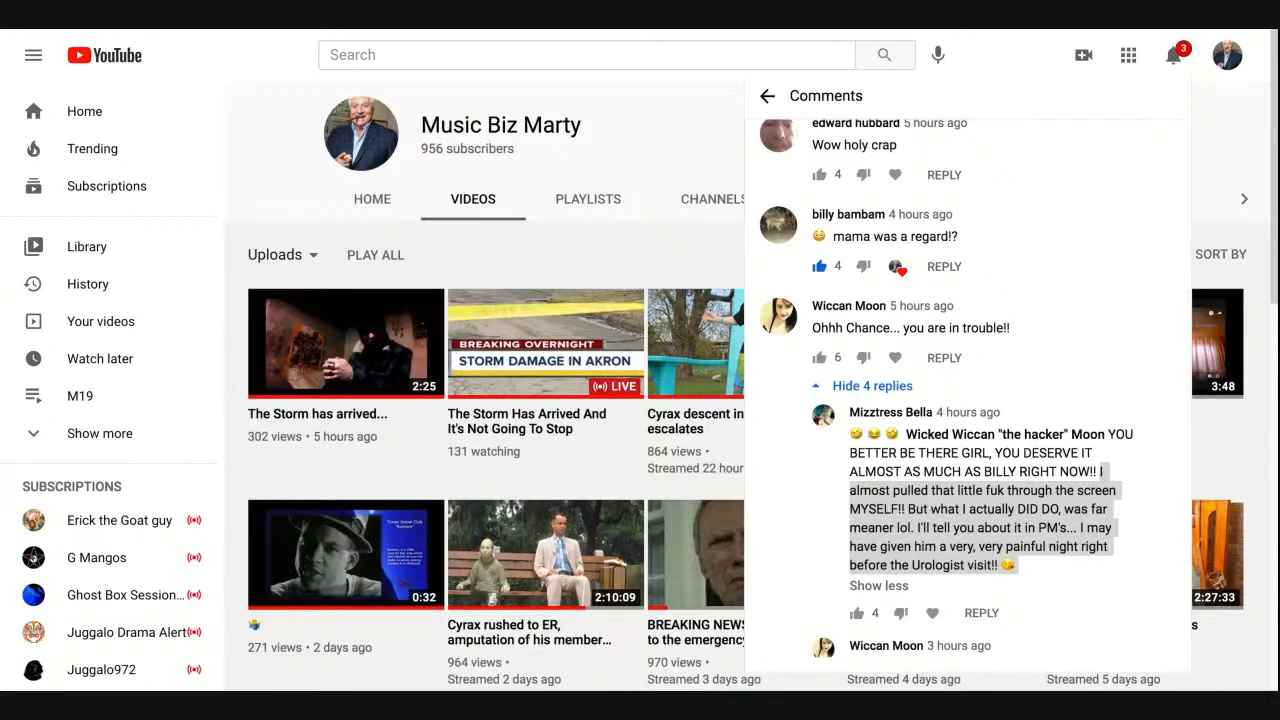 YouTube
Search
3
Home
Trending
Subscriptions
Library
History
Your videos
Watch later
M19
Show more
SUBSCRIPTIONS
Erick the Goat guy
G Mangos
Ghost Box Session...
Juggalo Drama Alert
Juggalo972
Music Biz Marty
956 subscribers
HOME
VIDEOS
PLAYLISTS
CHANNELS
Uploads
PLAY ALL
SORT BY
2:25
The Storm has arrived...
302 views • 5 hours ago
BREAKING OVERNIGHT
STORM DAMAGE IN AKRON
LIVE
The Storm Has Arrived And
It's Not Going To Stop
131 watching
Cyrax descent in
escalates
864 views •
Streamed 22 hour
3:48
0:32
271 views • 2 days ago
2:10:09
Cyrax rushed to ER,
amputation of his member...
964 views •
Streamed 2 days ago
BREAKING NEWS
to the emergency
970 views •
Streamed 3 days ago
Streamed 4 days ago
2:27:33
s
Streamed 5 days ago
Comments
edward hubbard 5 hours ago
Wow holy crap
4 REPLY
billy bambam 4 hours ago
😳 mama was a regard!?
4 REPLY
Wiccan Moon 5 hours ago
Ohhh Chance... you are in trouble!!
6 REPLY
Hide 4 replies
Mizztress Bella 4 hours ago
🤣 😂 🤣 Wicked Wiccan "the hacker" Moon YOU
BETTER BE THERE GIRL, YOU DESERVE IT
ALMOST AS MUCH AS BILLY RIGHT NOW!! I
almost pulled that little fuk through the screen
MYSELF!! But what I actually DID DO, was far
meaner lol. I'll tell you about it in PM's... I may
have given him a very, very painful night right
before the Urologist visit!! 😘
Show less
4 REPLY
Wiccan Moon 3 hours ago